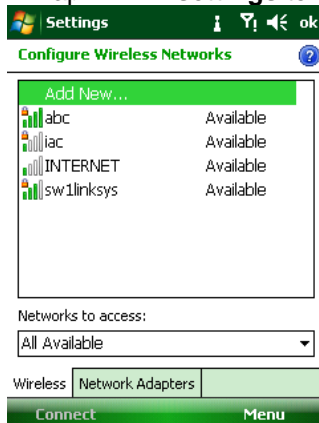 Settings ok
Configure Wireless Networks ?
Add New...
abc Available
iac Available
INTERNET Available
sw1linksys Available
Networks to access:
All Available
Wireless Network Adapters
Connect Menu